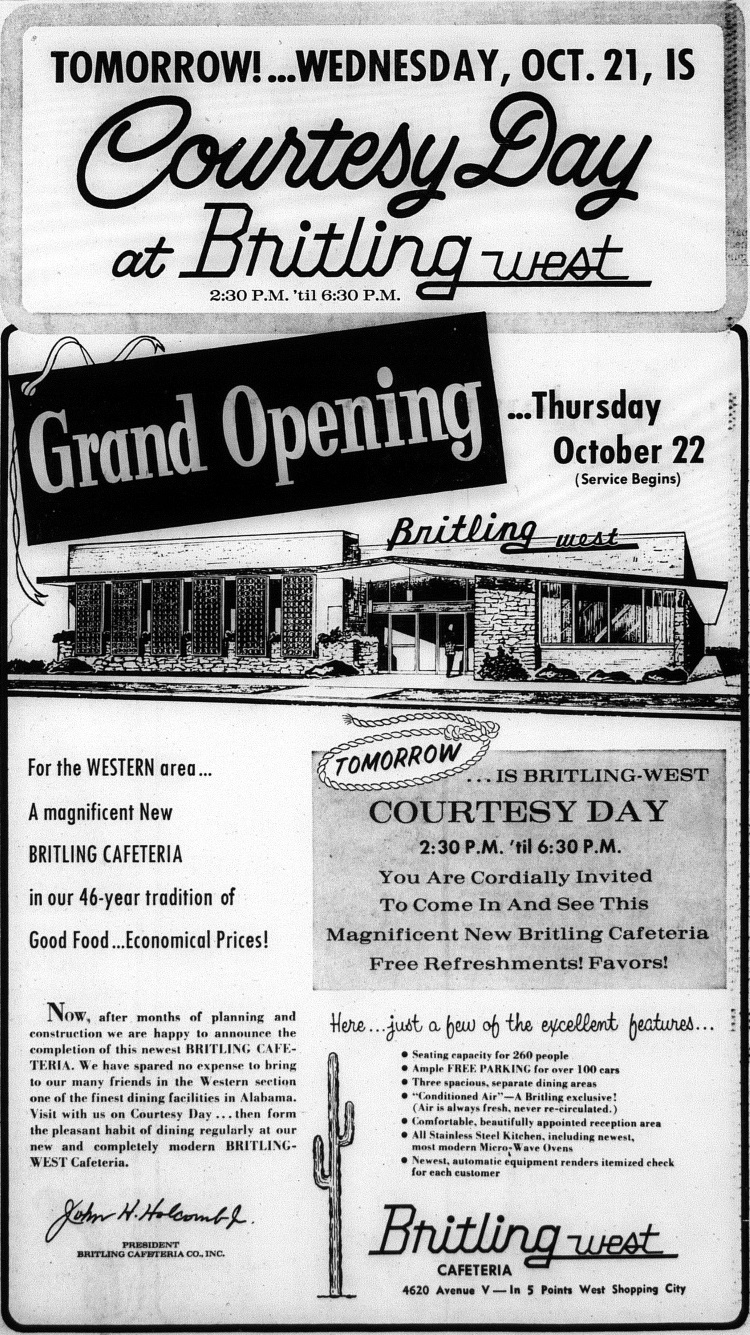 TOMORROW!...WEDNESDAY, OCT. 21, IS
Courtesy Day
at Britling west
2:30 P.M. 'til 6:30 P.M.
Grand Opening
...Thursday
October 22
(Service Begins)
Britling west
For the WESTERN area...
A magnificent New
BRITLING CAFETERIA
in our 46-year tradition of
Good Food...Economical Prices!
TOMORROW
...IS BRITLING-WEST
COURTESY DAY
2:30 P.M. 'til 6:30 P.M.
You Are Cordially Invited
To Come In And See This
Magnificent New Britling Cafeteria
Free Refreshments! Favors!
Now, after months of planning and
construction we are happy to announce the
completion of this newest BRITLING CAFE-
TERIA. We have spared no expense to bring
to our many friends in the Western section
one of the finest dining facilities in Alabama.
Visit with us on Courtesy Day...then form
the pleasant habit of dining regularly at our
new and completely modern BRITLING-
WEST Cafeteria.
John H. Holcomb Jr.
PRESIDENT
BRITLING CAFETERIA CO., INC.
Here...just a few of the excellent features...
● Seating capacity for 260 people
● Ample FREE PARKING for over 100 cars
● Three spacious, separate dining areas
● "Conditioned Air"—A Britling exclusive!
(Air is always fresh, never re-circulated.)
● Comfortable, beautifully appointed reception area
● All Stainless Steel Kitchen, including newest,
most modern Micro-Wave Ovens
● Newest, automatic equipment renders itemized check
for each customer
Britling west
CAFETERIA
4620 Avenue V — In 5 Points West Shopping City